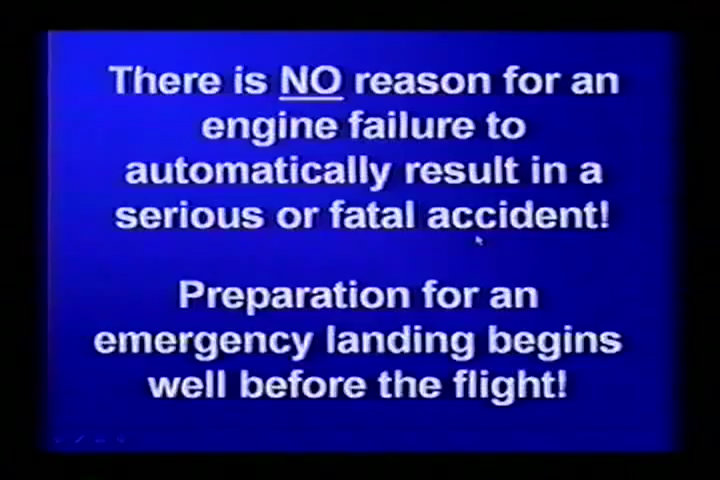 There is NO reason for an
engine failure to
automatically result in a
serious or fatal accident!
Preparation for an
emergency landing begins
well before the flight!